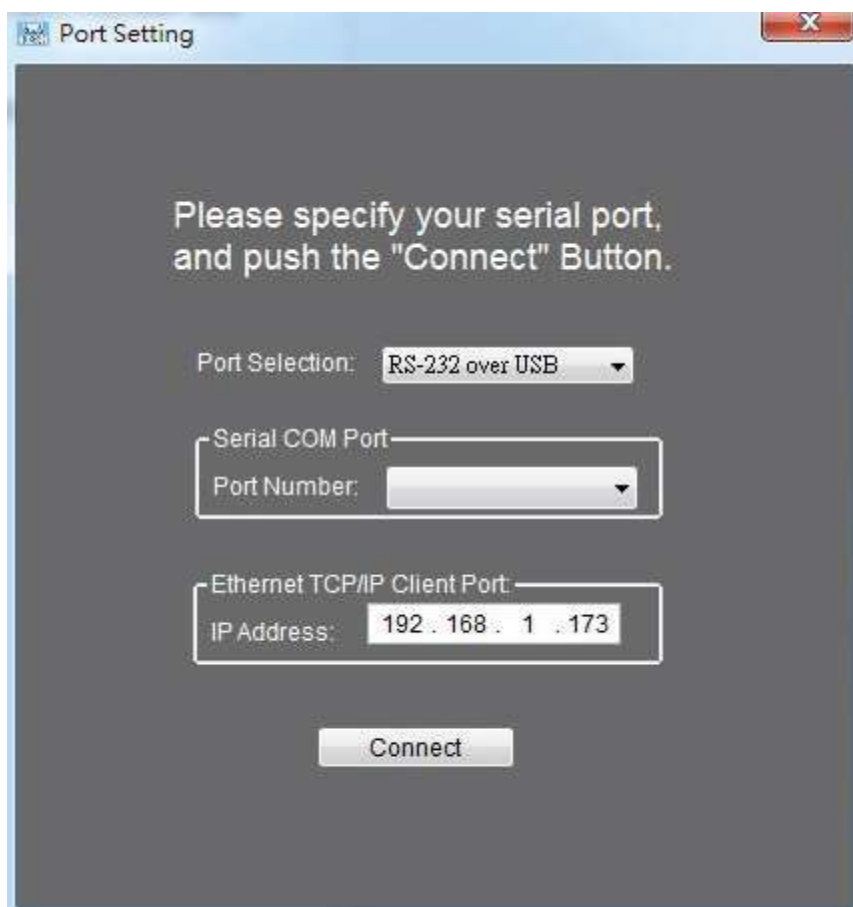 Port Setting
Please specify your serial port,
and push the "Connect" Button.
Port Selection: RS-232 over USB
Serial COM Port
Port Number:
Ethernet TCP/IP Client Port
IP Address: 192 . 168 . 1 . 173
Connect